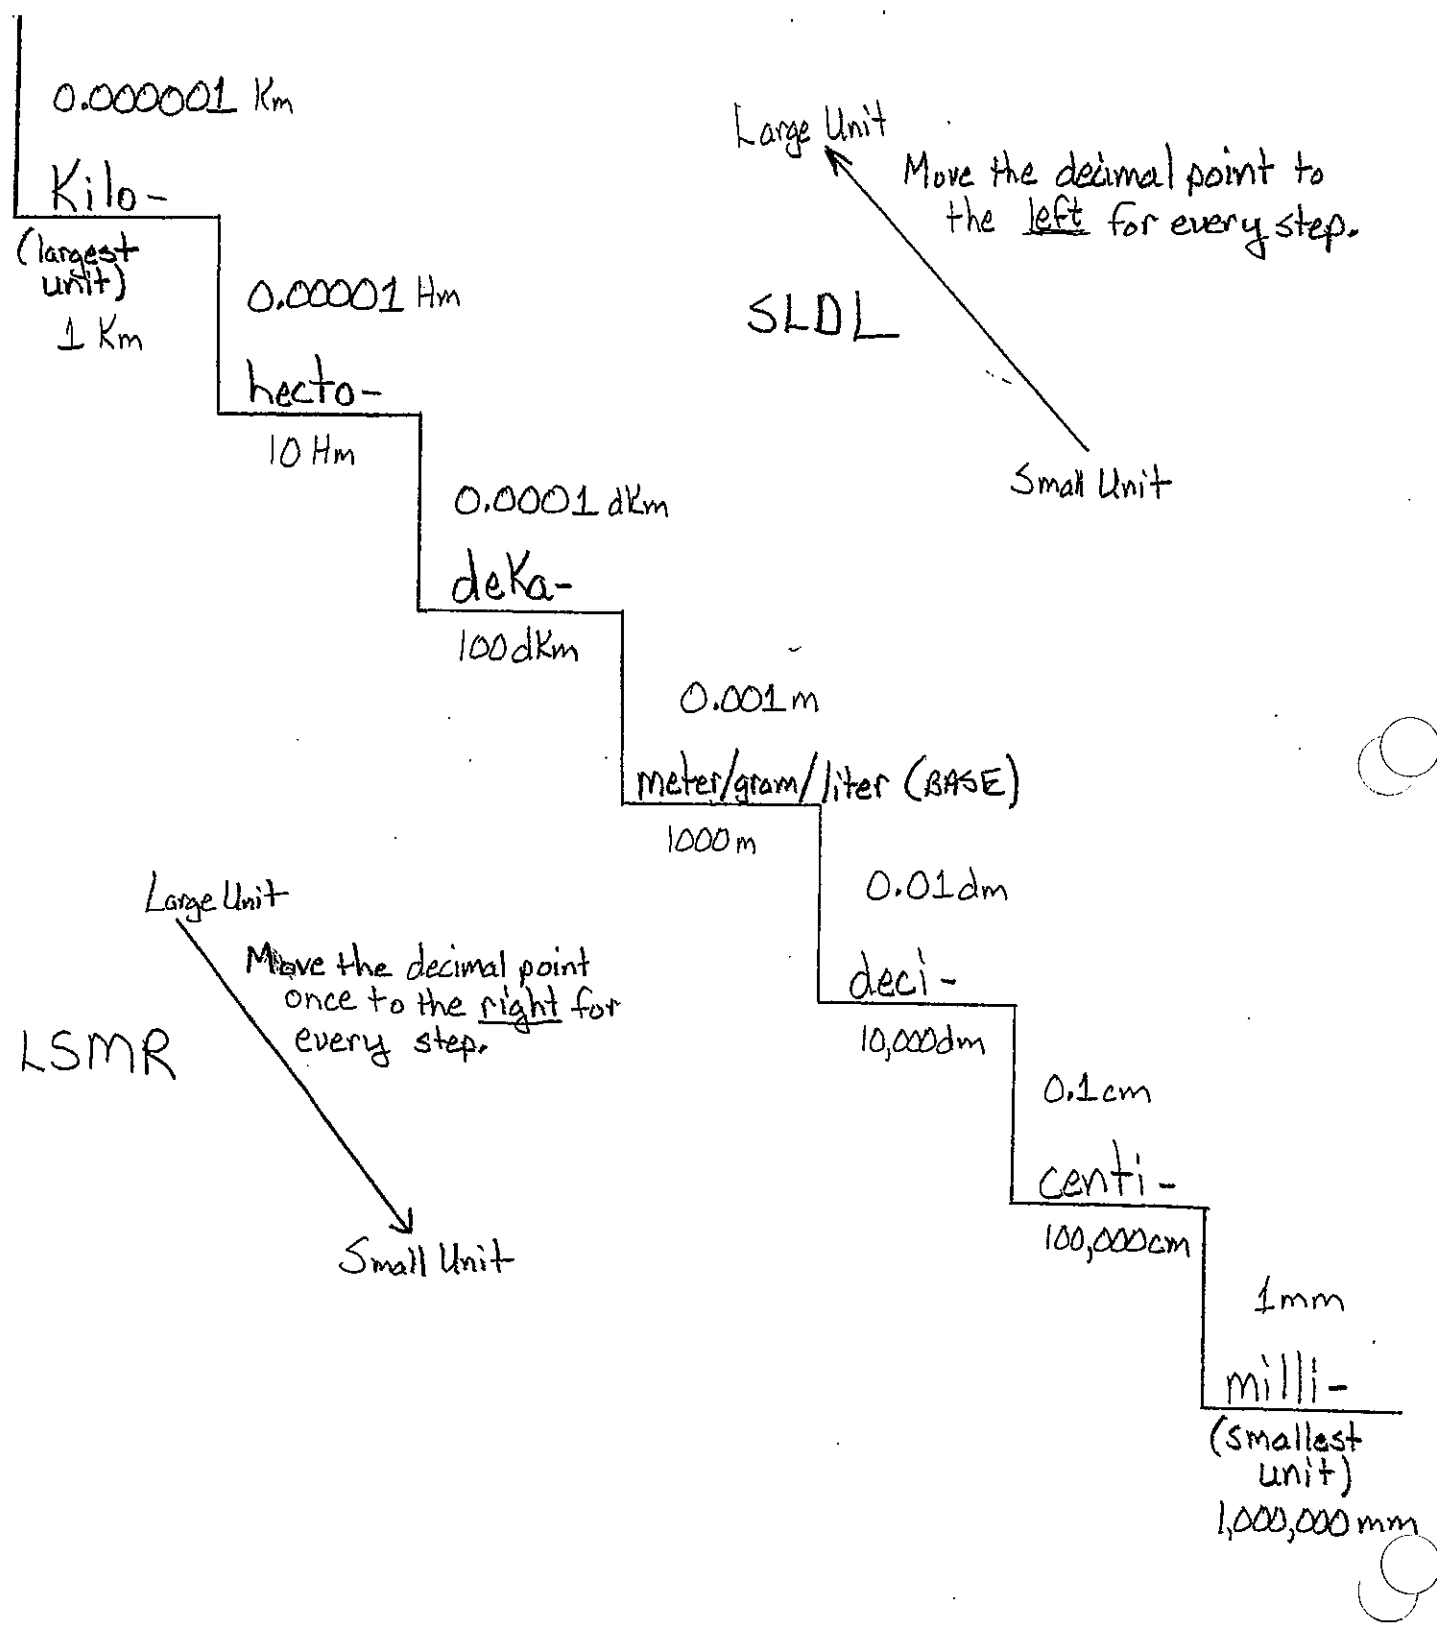 0.000001 Km
Kilo-
(largest
unit)
1 Km
0.00001 Hm
hecto-
10 Hm
0.0001 dKm
deKa-
100 dKm
0.001 m
meter/gram/liter (BASE)
1000 m
0.01 dm
deci-
10,000 dm
0.1 cm
centi-
100,000 cm
1 mm
milli-
(smallest
unit)
1,000,000 mm
Large Unit
Move the decimal point to
the left for every step.
SLDL
Small Unit
Large Unit
Move the decimal point
once to the right for
every step.
LSMR
Small Unit